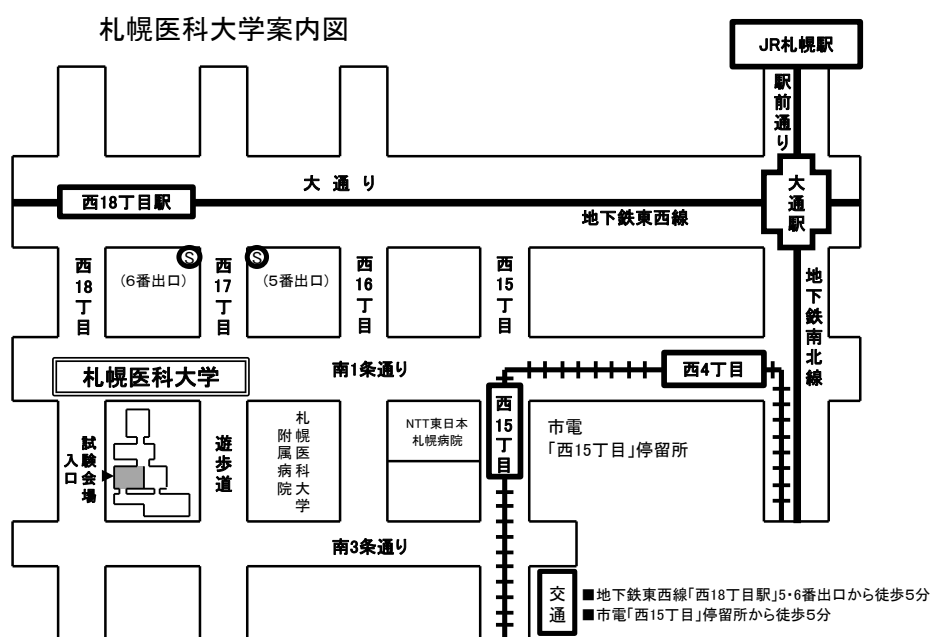 札幌医科大学案内図
JR札幌駅
駅前通り
大通り
西18丁目駅
大通駅
地下鉄東西線
S
S
西18丁目
(6番出口)
西17丁目
(5番出口)
西16丁目
西15丁目
地下鉄南北線
札幌医科大学
南1条通り
西4丁目
西15丁目
試験会場
入口
遊歩道
札幌医科大学
附属病院
NTT東日本
札幌病院
市電
「西15丁目」停留所
南3条通り
交通
■地下鉄東西線「西18丁目駅」5・6番出口から徒歩5分
■市電「西15丁目」停留所から徒歩5分